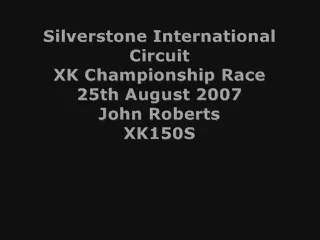 Silverstone International
Circuit
XK Championship Race
25th August 2007
John Roberts
XK150S